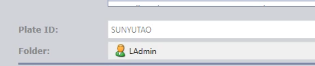 Plate ID: SUNYUTAO
Folder: LAdmin